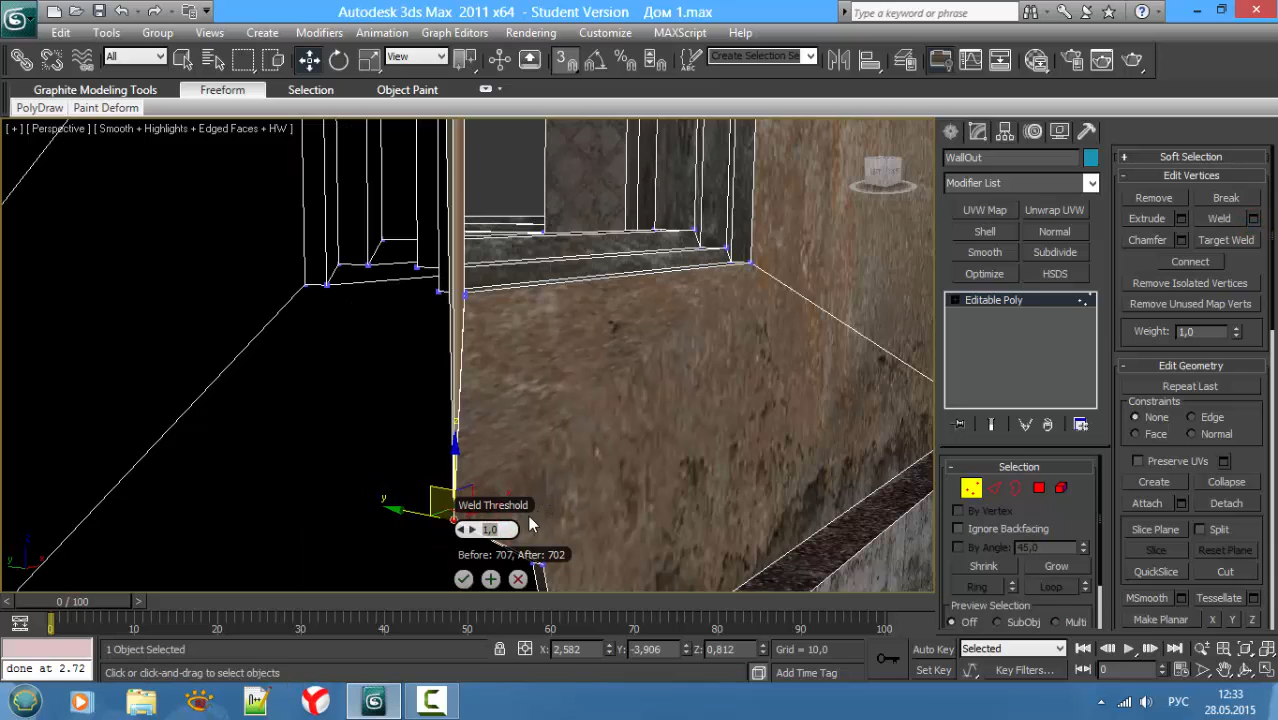 Autodesk 3ds Max 2011 x64 - Student Version Дом 1.max
Type a keyword or phrase
Edit Tools Group Views Create Modifiers Animation Graph Editors Rendering Customize MAXScript Help
All View 3 Create Selection Se
Graphite Modeling Tools Freeform Selection Object Paint
PolyDraw Paint Deform
[ + ] [ Perspective ] [ Smooth + Highlights + Edged Faces + HW ]
WallOut
Modifier List
UVW Map Unwrap UVW
Shell Normal
Smooth Subdivide
Optimize HSDS
Editable Poly
Selection
By Vertex
Ignore Backfacing
By Angle: 45,0
Shrink Grow
Ring Loop
Preview Selection
Off SubObj Multi
Soft Selection
Edit Vertices
Remove Break
Extrude Weld
Chamfer Target Weld
Connect
Remove Isolated Vertices
Remove Unused Map Verts
Weight: 1,0
Edit Geometry
Repeat Last
Constraints
None Edge
Face Normal
Preserve UVs
Create Collapse
Attach Detach
Slice Plane Split
Slice Reset Plane
QuickSlice Cut
MSmooth Tessellate
Make Planar X Y Z
y
z
Weld Threshold
1,0
Before: 707, After: 702
z
y x
0 / 100
0 10 20 30 40 50 60 70 80 90 100
1 Object Selected X: 2,582 Y: -3,906 Z: 0,812 Grid = 10,0 Auto Key Selected
done at 2.72 Click or click-and-drag to select objects Add Time Tag Set Key Key Filters... 0
РУС
12:33
28.05.2015